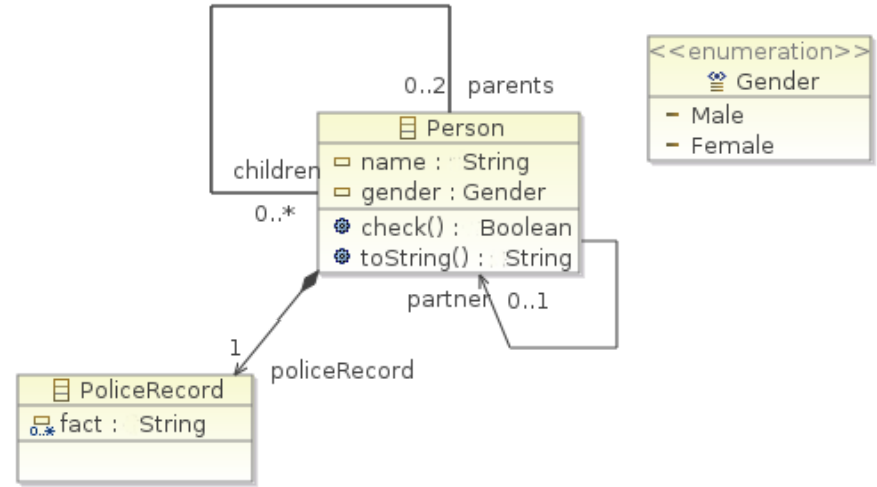 <<enumeration>>
Gender
Male
Female
0..2 parents
Person
name : String
gender : Gender
children
0..*
check() : Boolean
toString() : String
partner 0..1
1
policeRecord
PoliceRecord
0..* fact : String